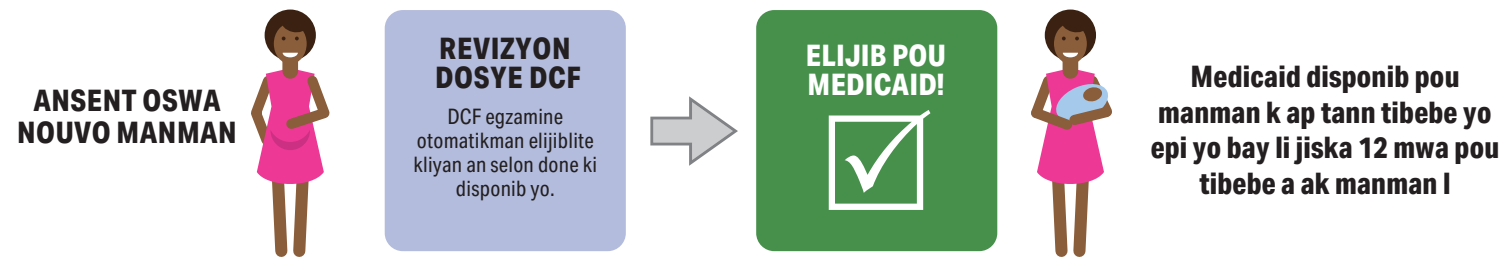 ANSENT OSWA
NOUVO MANMAN
REVIZYON
DOSYE DCF
DCF egzamine
otomatikman elijiblite
kliyan an selon done ki
disponib yo.
ELIJIB POU
MEDICAID!
Medicaid disponib pou
manman k ap tann tibebe yo
epi yo bay li jiska 12 mwa pou
tibebe a ak manman l